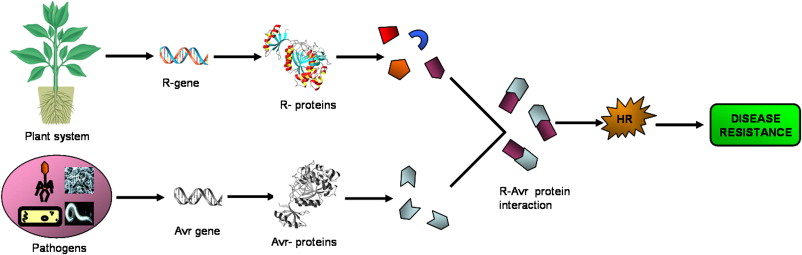 Plant system
R-gene
R- proteins
R-Avr protein
interaction
HR
DISEASE
RESISTANCE
Pathogens
Avr gene
Avr- proteins